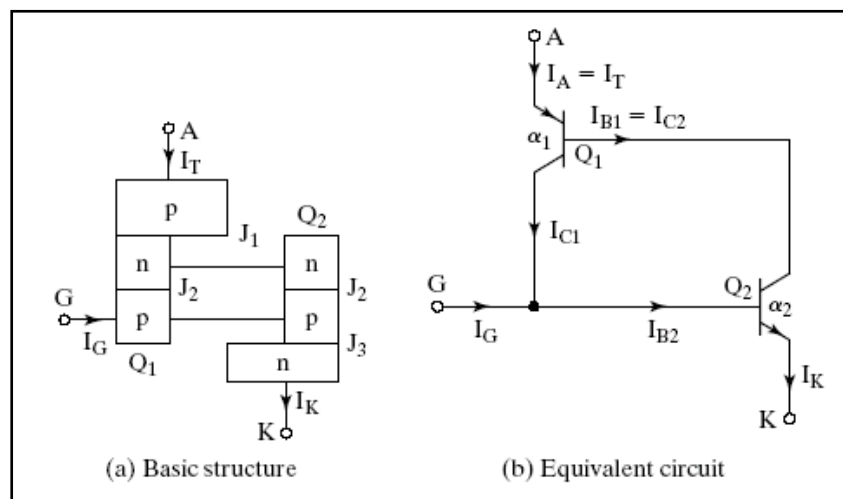 A
I_T
p
J_1
Q_2
n
n
G
J_2
J_2
p
p
I_G
Q_1
J_3
n
I_K
K
(a) Basic structure
A
I_A = I_T
I_B1 = I_C2
α_1
Q_1
I_C1
G
Q_2
α_2
I_G
I_B2
I_K
K
(b) Equivalent circuit